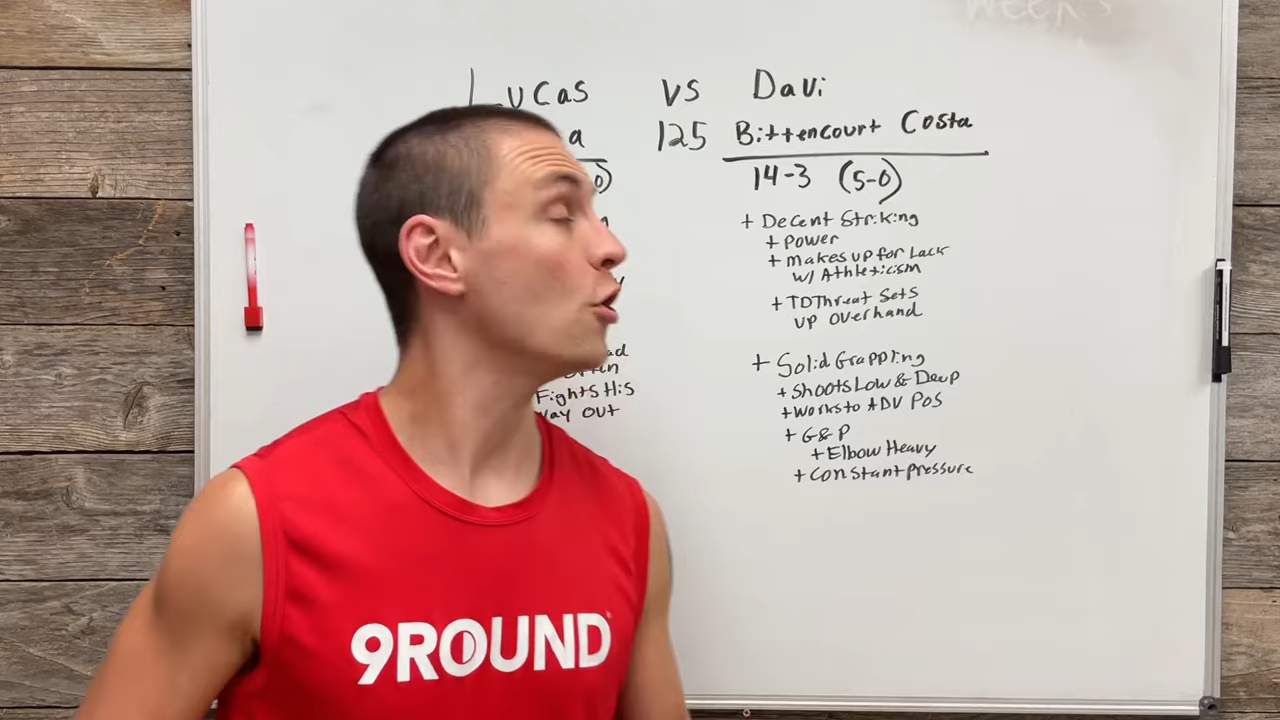 Weeks
Lucas vs Davi
a 125 Bittencourt Costa
14-3 (5-0)
+ Decent Striking
+ Power
+ Makes up for Lack
w/ Athleticism
+ TD Threat Sets
up overhand
+ Solid Grappling
+ Shoots Low & Deep
+ Works to ADV Pos
+ G&P
+ Elbow Heavy
+ Constant pressure
Fights His
way out
9ROUND